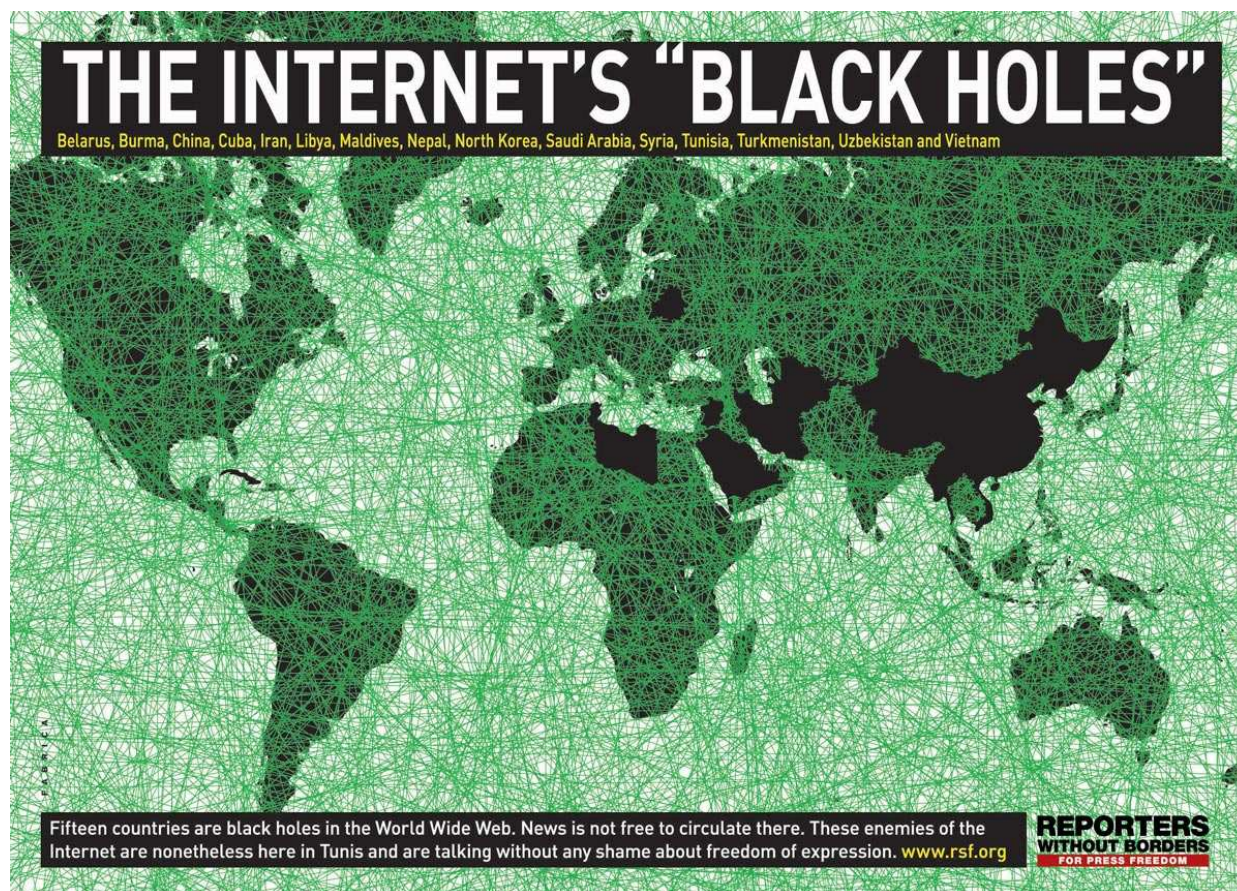 THE INTERNET'S “BLACK HOLES”
Belarus, Burma, China, Cuba, Iran, Libya, Maldives, Nepal, North Korea, Saudi Arabia, Syria, Tunisia, Turkmenistan, Uzbekistan and Vietnam
FABRICA
Fifteen countries are black holes in the World Wide Web. News is not free to circulate there. These enemies of the
Internet are nonetheless here in Tunis and are talking without any shame about freedom of expression. www.rsf.org
REPORTERS
WITHOUT BORDERS
FOR PRESS FREEDOM